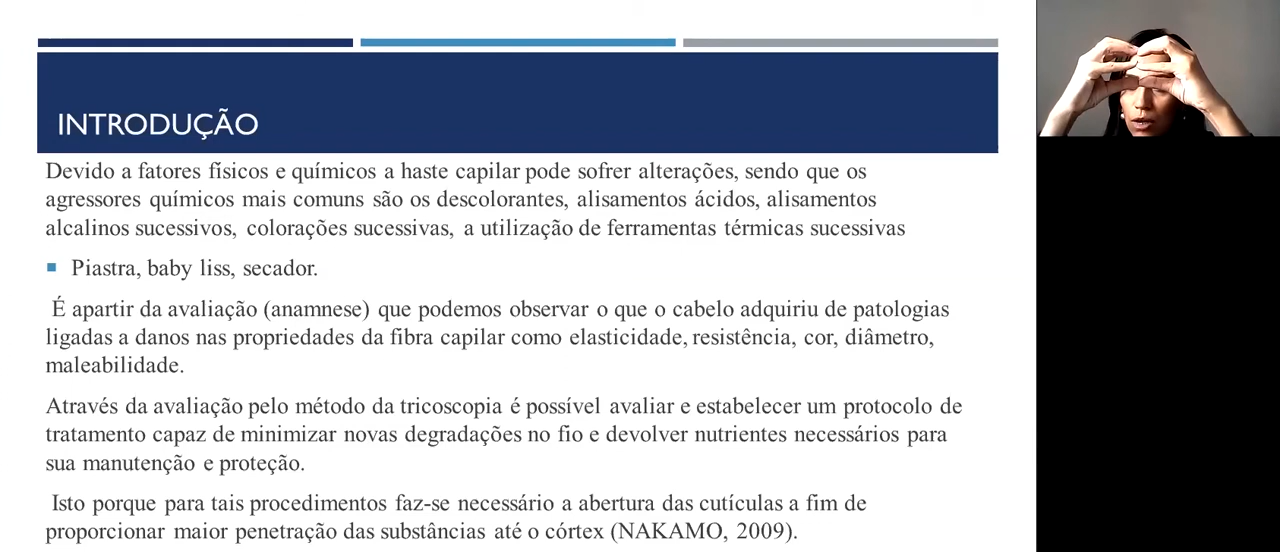 INTRODUÇÃO
Devido a fatores físicos e químicos a haste capilar pode sofrer alterações, sendo que os
agressores químicos mais comuns são os descolorantes, alisamentos ácidos, alisamentos
alcalinos sucessivos, colorações sucessivas, a utilização de ferramentas térmicas sucessivas
Piastra, baby liss, secador.
É apartir da avaliação (anamnese) que podemos observar o que o cabelo adquiriu de patologias
ligadas a danos nas propriedades da fibra capilar como elasticidade, resistência, cor, diâmetro,
maleabilidade.
Através da avaliação pelo método da tricoscopia é possível avaliar e estabelecer um protocolo de
tratamento capaz de minimizar novas degradações no fio e devolver nutrientes necessários para
sua manutenção e proteção.
Isto porque para tais procedimentos faz-se necessário a abertura das cutículas a fim de
proporcionar maior penetração das substâncias até o córtex (NAKAMO, 2009).